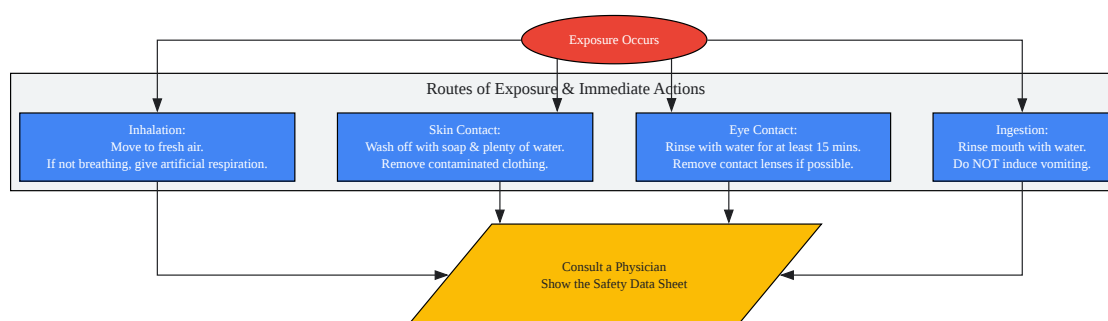 Exposure Occurs
Routes of Exposure & Immediate Actions
Inhalation:
Move to fresh air.
If not breathing, give artificial respiration.
Skin Contact:
Wash off with soap & plenty of water.
Remove contaminated clothing.
Eye Contact:
Rinse with water for at least 15 mins.
Remove contact lenses if possible.
Ingestion:
Rinse mouth with water.
Do NOT induce vomiting.
Consult a Physician
Show the Safety Data Sheet